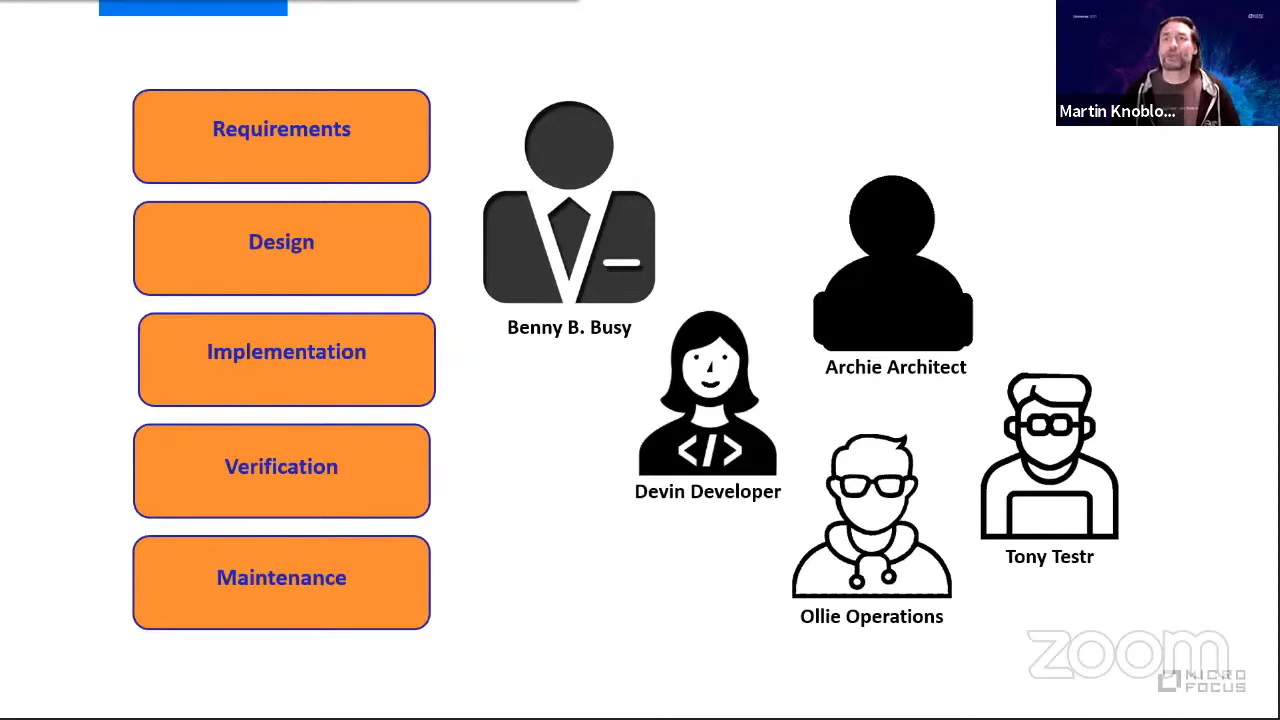 Requirements
Design
Implementation
Verification
Maintenance
Benny B. Busy
Archie Architect
Devin Developer
Tony Testr
Ollie Operations
Martin Knoblo...
zoom
MICRO
FOCUS